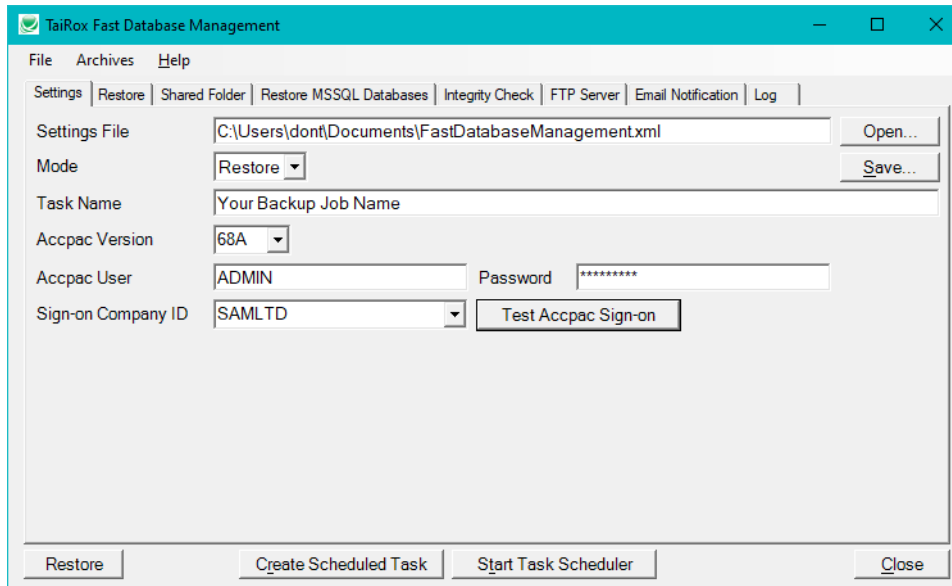 TaiRox Fast Database Management
File Archives Help
Settings Restore Shared Folder Restore MSSQL Databases Integrity Check FTP Server Email Notification Log
Settings File C:\Users\dont\Documents\FastDatabaseManagement.xml Open...
Mode Restore Save...
Task Name Your Backup Job Name
Accpac Version 68A
Accpac User ADMIN Password *********
Sign-on Company ID SAMLTD Test Accpac Sign-on
Restore Create Scheduled Task Start Task Scheduler Close